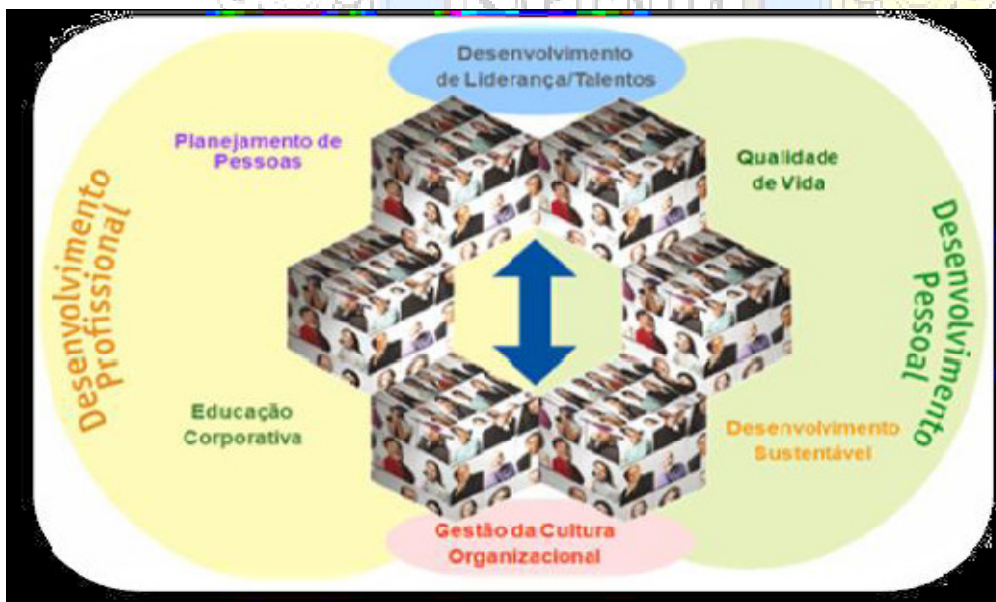 Desenvolvimento
de Liderança/Talentos
Planejamento de
Pessoas
Qualidade
de Vida
Desenvolvimento
Profissional
Desenvolvimento
Pessoal
Educação
Corporativa
Desenvolvimento
Sustentável
Gestão da Cultura
Organizacional